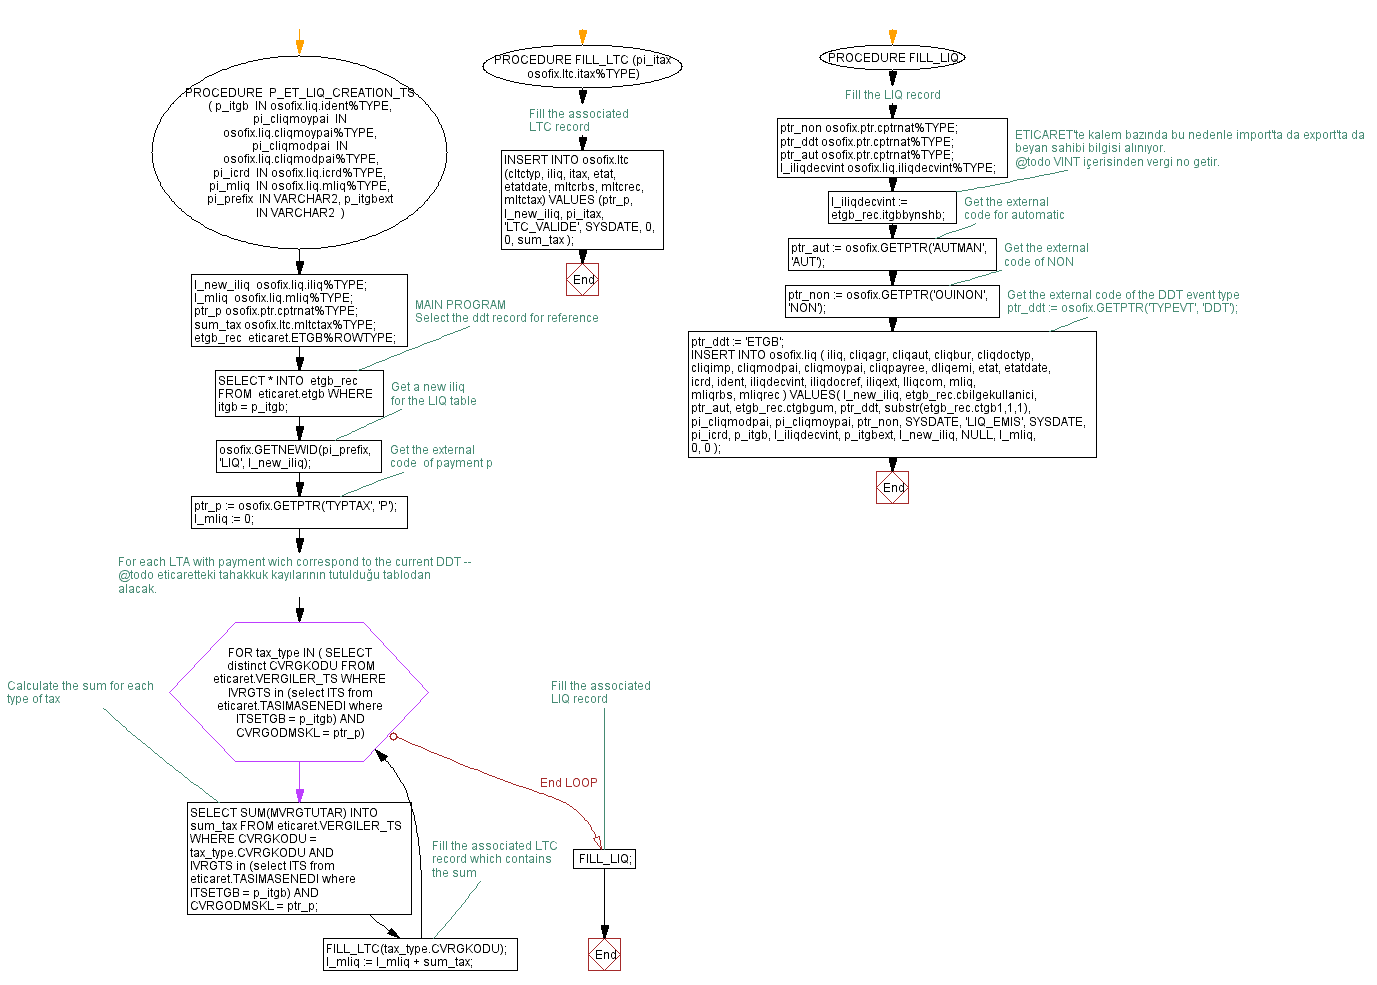 PROCEDURE  P_ET_LIQ_CREATION_TS
( p_itgb  IN osofix.liq.ident%TYPE,
pi_cliqmoypai  IN
osofix.liq.cliqmoypai%TYPE,
pi_cliqmodpai  IN
osofix.liq.cliqmodpai%TYPE,
pi_icrd  IN osofix.liq.icrd%TYPE,
pi_mliq  IN osofix.liq.mliq%TYPE,
pi_prefix  IN VARCHAR2, p_itgbext
IN VARCHAR2  )
l_new_iliq  osofix.liq.iliq%TYPE;
l_mliq  osofix.liq.mliq%TYPE;
ptr_p osofix.ptr.cptrnat%TYPE;
sum_tax osofix.ltc.mltctax%TYPE;
etgb_rec  eticaret.ETGB%ROWTYPE;
MAIN PROGRAM
Select the ddt record for reference
SELECT * INTO  etgb_rec
FROM  eticaret.etgb WHERE
itgb = p_itgb;
Get a new iliq
for the LIQ table
osofix.GETNEWID(pi_prefix,
'LIQ', l_new_iliq);
Get the external
code  of payment p
ptr_p := osofix.GETPTR('TYPTAX', 'P');
l_mliq := 0;
For each LTA with payment wich correspond to the current DDT --
@todo eticaretteki tahakkuk kayılarının tutulduğu tablodan
alacak.
FOR tax_type IN ( SELECT
distinct CVRGKODU FROM
eticaret.VERGILER_TS WHERE
IVRGTS in (select ITS from
eticaret.TASIMASENEDI where
ITSETGB = p_itgb) AND
CVRGODMSKL = ptr_p)
Calculate the sum for each
type of tax
SELECT SUM(MVRGTUTAR) INTO
sum_tax FROM eticaret.VERGILER_TS
WHERE CVRGKODU =
tax_type.CVRGKODU AND
IVRGTS in (select ITS from
eticaret.TASIMASENEDI where
ITSETGB = p_itgb) AND
CVRGODMSKL = ptr_p;
Fill the associated LTC
record which contains
the sum
FILL_LTC(tax_type.CVRGKODU);
l_mliq := l_mliq + sum_tax;
End LOOP
Fill the associated
LIQ record
FILL_LIQ;
End
PROCEDURE FILL_LTC (pi_itax
osofix.ltc.itax%TYPE)
Fill the associated
LTC record
INSERT INTO osofix.ltc
(cltctyp, iliq, itax, etat,
etatdate, mltcrbs, mltcrec,
mltctax) VALUES (ptr_p,
l_new_iliq, pi_itax,
'LTC_VALIDE', SYSDATE, 0,
0, sum_tax );
End
PROCEDURE FILL_LIQ
Fill the LIQ record
ptr_non osofix.ptr.cptrnat%TYPE;
ptr_ddt osofix.ptr.cptrnat%TYPE;
ptr_aut osofix.ptr.cptrnat%TYPE;
l_iliqdecvint osofix.liq.iliqdecvint%TYPE;
ETICARET'te kalem bazında bu nedenle import'ta da export'ta da
beyan sahibi bilgisi alınıyor.
@todo VINT içerisinden vergi no getir.
l_iliqdecvint :=
etgb_rec.itgbbynshb;
Get the external
code for automatic
ptr_aut := osofix.GETPTR('AUTMAN',
'AUT');
Get the external
code of NON
ptr_non := osofix.GETPTR('OUINON',
'NON');
Get the external code of the DDT event type
ptr_ddt := osofix.GETPTR('TYPEVT', 'DDT');
ptr_ddt := 'ETGB';
INSERT INTO osofix.liq ( iliq, cliqagr, cliqaut, cliqbur, cliqdoctyp,
cliqimp, cliqmodpai, cliqmoypai, cliqpayree, dliqemi, etat, etatdate,
icrd, ident, iliqdecvint, iliqdocref, iliqext, lliqcom, mliq,
mliqrbs, mliqrec ) VALUES( l_new_iliq, etgb_rec.cbilgekullanici,
ptr_aut, etgb_rec.ctgbgum, ptr_ddt, substr(etgb_rec.ctgb1,1,1),
pi_cliqmodpai, pi_cliqmoypai, ptr_non, SYSDATE, 'LIQ_EMIS', SYSDATE,
pi_icrd, p_itgb, l_iliqdecvint, p_itgbext, l_new_iliq, NULL, l_mliq,
0, 0 );
End